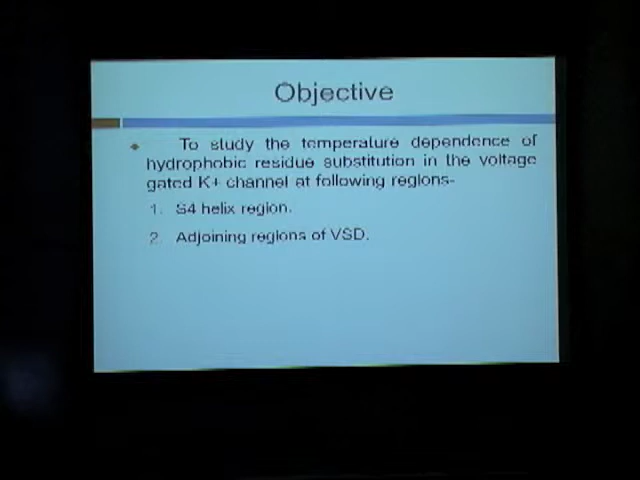 Objective
To study the temperature dependence of
hydrophobic residue substitution in the voltage
gated K+ channel at following regions-
1. S4 helix region.
2. Adjoining regions of VSD.